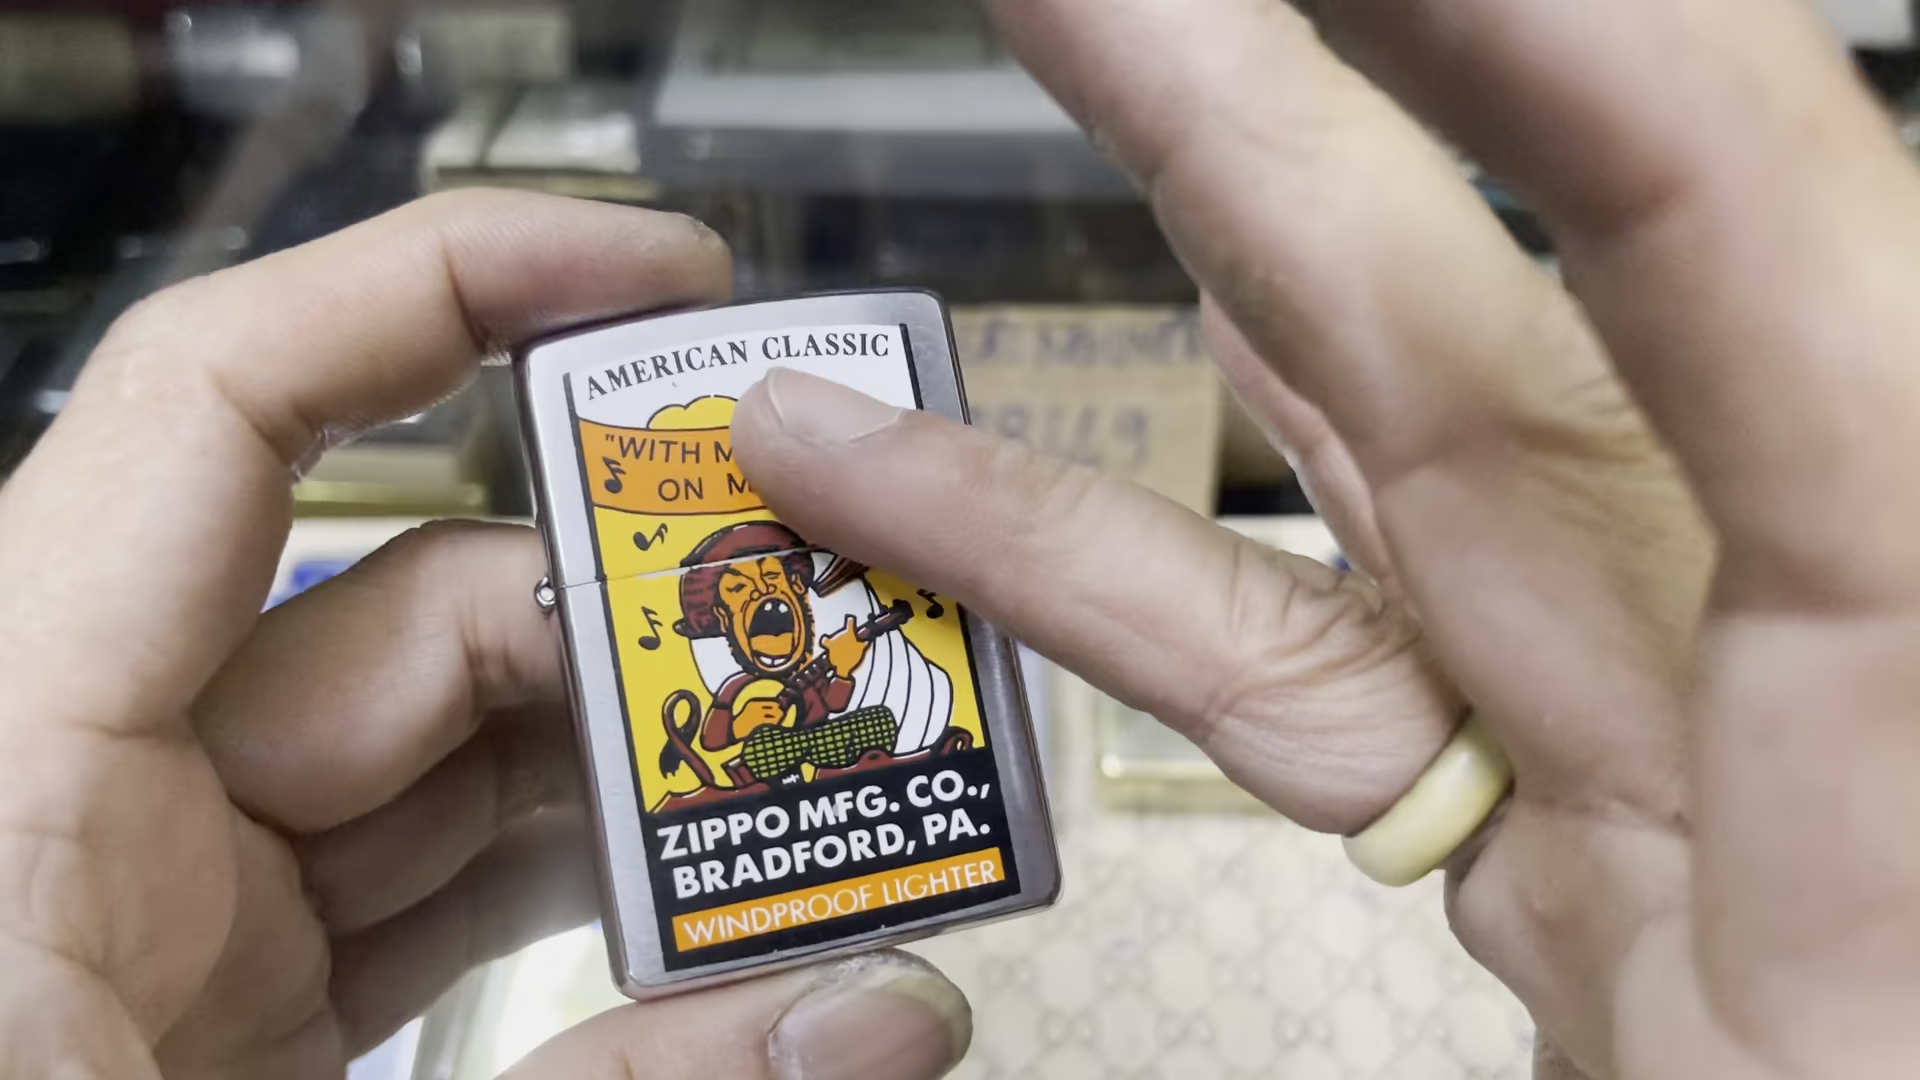 AMERICAN CLASSIC
"WITH
ON
ZIPPO MFG. CO.,
BRADFORD, PA.
WINDPROOF LIGHTER